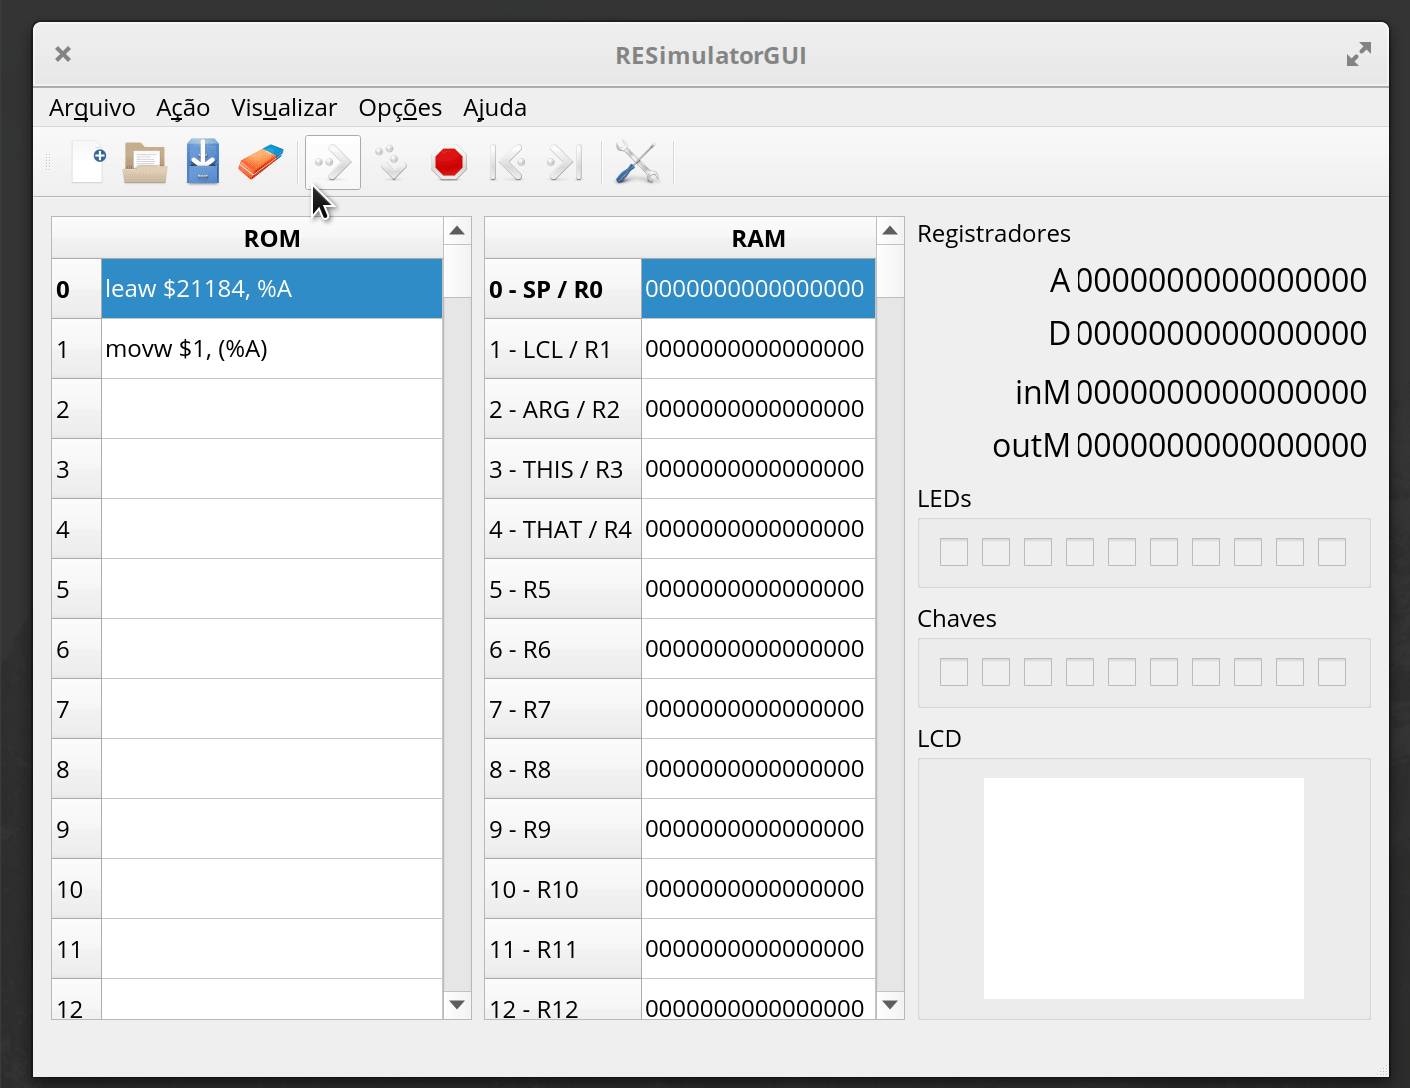 RESimulatorGUI
Arquivo Ação Visualizar Opções Ajuda
ROM
0 leaw $21184, %A
1 movw $1, (%A)
2
3
4
5
6
7
8
9
10
11
12
RAM
0 - SP / R0 0000000000000000
1 - LCL / R1 0000000000000000
2 - ARG / R2 0000000000000000
3 - THIS / R3 0000000000000000
4 - THAT / R4 0000000000000000
5 - R5 0000000000000000
6 - R6 0000000000000000
7 - R7 0000000000000000
8 - R8 0000000000000000
9 - R9 0000000000000000
10 - R10 0000000000000000
11 - R11 0000000000000000
12 - R12 0000000000000000
Registradores
A 0000000000000000
D 0000000000000000
inM 0000000000000000
outM 0000000000000000
LEDs
Chaves
LCD